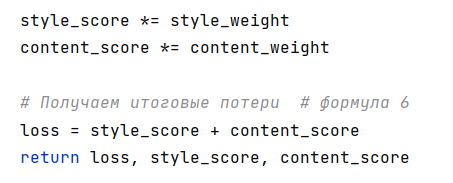 style_score *= style_weight
content_score *= content_weight
# Получаем итоговые потери  # формула 6
loss = style_score + content_score
return loss, style_score, content_score